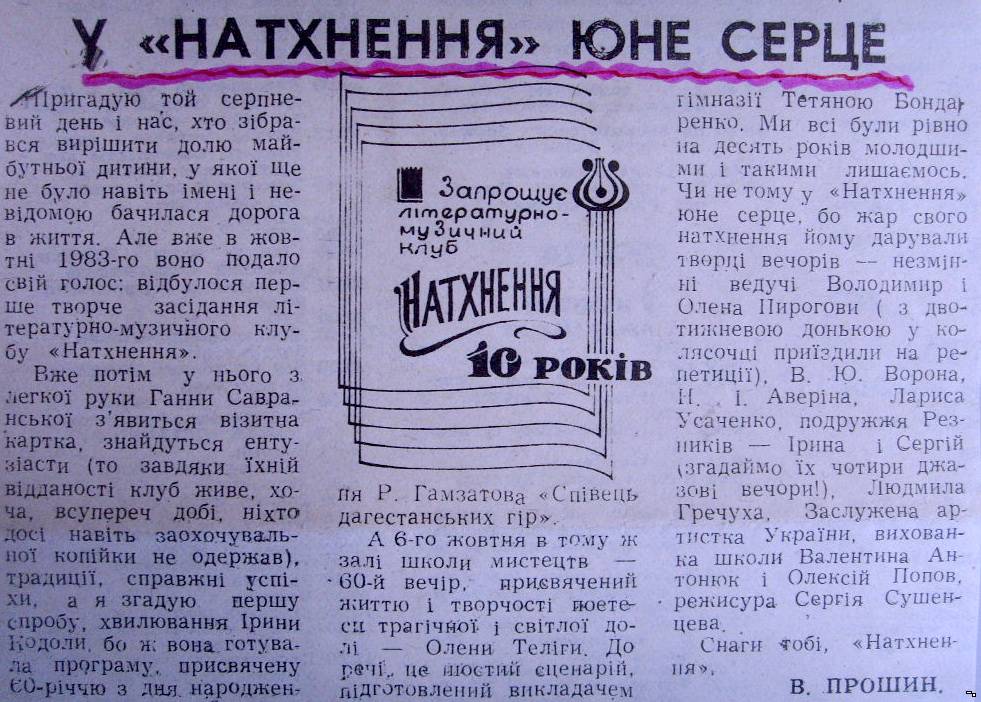 У «НАТХНЕННЯ» ЮНЕ СЕРЦЕ
Пригадую той серпне-
вий день і нас, хто зібра-
вся вирішити долю май-
бутньої дитини, у якої ще
не було навіть імені і не-
відомою бачилася дорога
в життя. Але вже в жов-
тні 1983-го воно подало
свій голос: відбулося пер-
ше творче засідання лі-
тературно-музичного клу-
бу «Натхнення».
Вже потім у нього з
легкої руки Ганни Савра-
нської з'явиться візитна
картка, знайдуться енту-
зіасти (то завдяки їхній
відданості клуб живе, хо-
ча, всупереч добі, ніхто
досі навіть заохочуваль-
ної копійки не одержав),
традиції, справжні успі-
хи, а я згадую першу
спробу, хвилювання Ірини
Кодоли, бо ж вона готува-
ла програму, присвячену
60-річчю з дня народжен-
Запрошує
літературно-
музичний
клуб
НАТХНЕННЯ
10 РОКІВ
ня Р. Гамзатова «Співець
дагестанських гір».
А 6-го жовтня в тому ж
залі школи мистецтв —
60-й вечір, присвячений
життю і творчості поете-
си трагічної і світлої до-
лі — Олени Теліги. До
речі, це шостий сценарій,
підготовлений викладачем
гімназії Тетяною Бонда-
ренко. Ми всі були рівно
на десять років молодши-
ми і такими лишаємось.
Чи не тому у «Натхнення»
юне серце, бо жар свого
натхнення йому дарували
творці вечорів — незмін-
ні ведучі Володимир і
Олена Пирогови ( з дво-
тижневою донькою у ко-
лясочці приїздили на ре-
петиції), В. Ю. Ворона,
Н. І. Аверіна, Лариса
Усаченко, подружжя Рез-
ників — Ірина і Сергій
(згадаймо їх чотири джа-
зові вечори!), Людмила
Гречуха, Заслужена ар-
тистка України, вихован-
ка школи Валентина Ан-
тонюк і Олексій Попов,
режисура Сергія Сушен-
цева.
Снаги тобі, «Натхнен-
ня».
В. ПРОШИН.